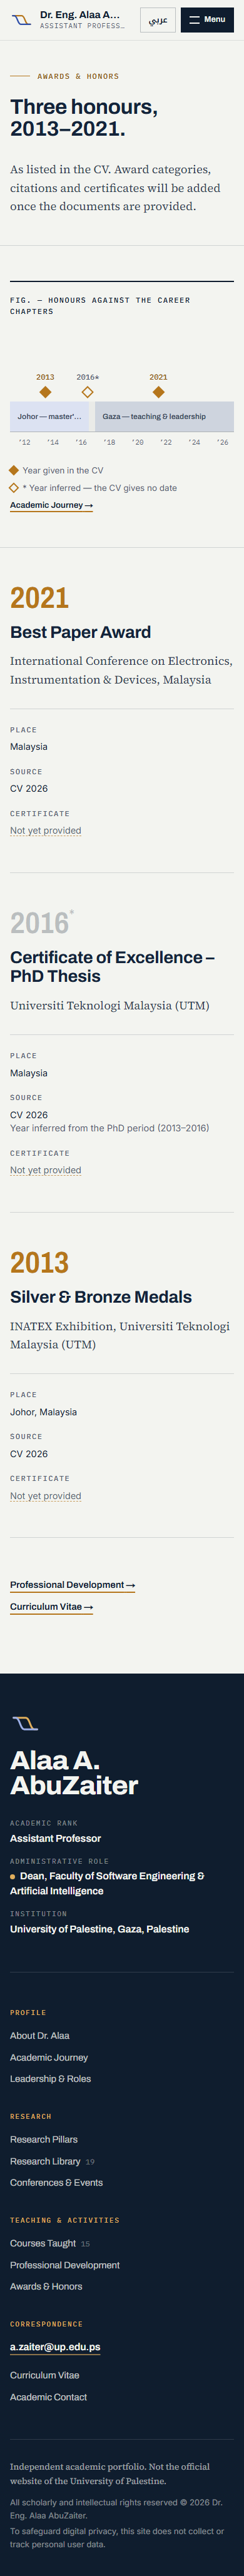 Dr. Eng. Alaa A...
ASSISTANT PROFESS...
عربي
Menu
AWARDS & HONORS
Three honours,
2013–2021.
As listed in the CV. Award categories,
citations and certificates will be added
once the documents are provided.
FIG. — HONOURS AGAINST THE CAREER
CHAPTERS
2013 2016* 2021
Johor — master'... Gaza — teaching & leadership
'12 '14 '16 '18 '20 '22 '24 '26
Year given in the CV
* Year inferred — the CV gives no date
Academic Journey →
2021
Best Paper Award
International Conference on Electronics,
Instrumentation & Devices, Malaysia
PLACE
Malaysia
SOURCE
CV 2026
CERTIFICATE
Not yet provided
2016*
Certificate of Excellence –
PhD Thesis
Universiti Teknologi Malaysia (UTM)
PLACE
Malaysia
SOURCE
CV 2026
Year inferred from the PhD period (2013–2016)
CERTIFICATE
Not yet provided
2013
Silver & Bronze Medals
INATEX Exhibition, Universiti Teknologi
Malaysia (UTM)
PLACE
Johor, Malaysia
SOURCE
CV 2026
CERTIFICATE
Not yet provided
Professional Development →
Curriculum Vitae →
Alaa A.
AbuZaiter
ACADEMIC RANK
Assistant Professor
ADMINISTRATIVE ROLE
Dean, Faculty of Software Engineering &
Artificial Intelligence
INSTITUTION
University of Palestine, Gaza, Palestine
PROFILE
About Dr. Alaa
Academic Journey
Leadership & Roles
RESEARCH
Research Pillars
Research Library 19
Conferences & Events
TEACHING & ACTIVITIES
Courses Taught 15
Professional Development
Awards & Honors
CORRESPONDENCE
a.zaiter@up.edu.ps
Curriculum Vitae
Academic Contact
Independent academic portfolio. Not the official
website of the University of Palestine.
All scholarly and intellectual rights reserved © 2026 Dr.
Eng. Alaa AbuZaiter.
To safeguard digital privacy, this site does not collect or
track personal user data.